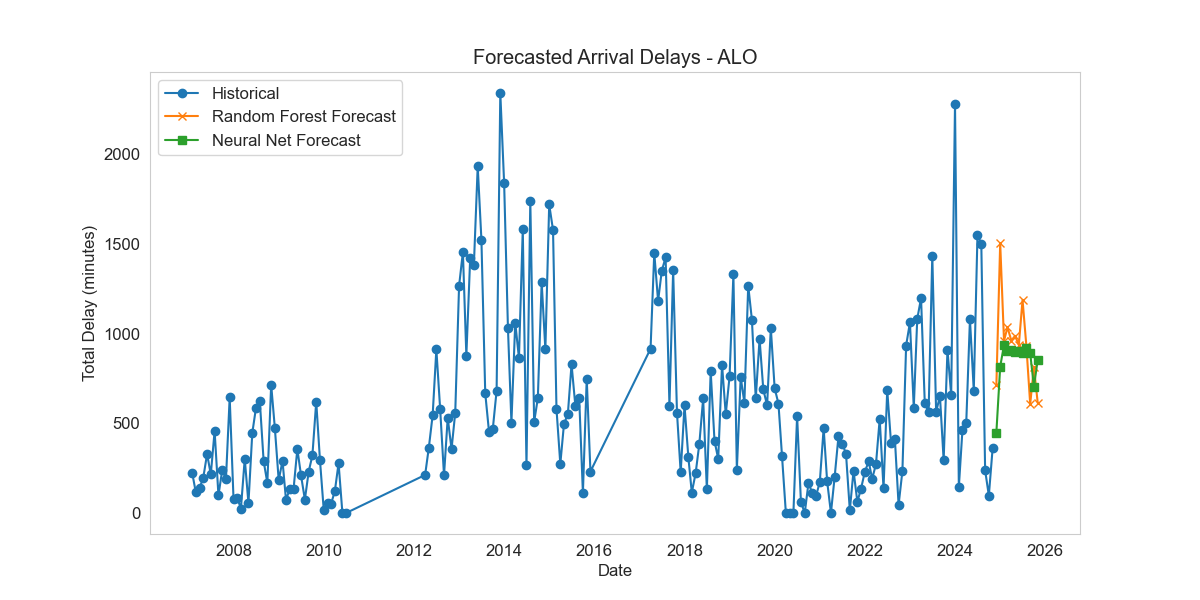 Forecasted Arrival Delays - ALO
Historical
Random Forest Forecast
Neural Net Forecast
Total Delay (minutes)
2000
1500
1000
500
0
2008 2010 2012 2014 2016 2018 2020 2022 2024 2026
Date